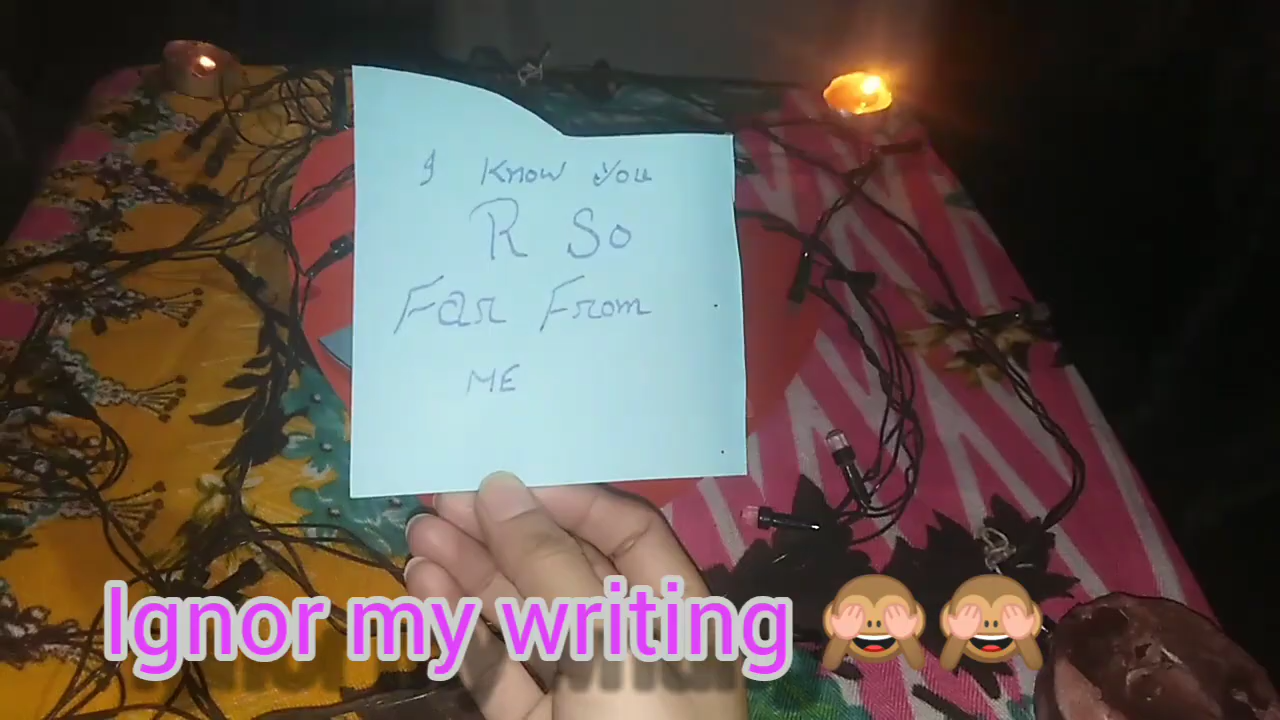 I Know You
R So
Far From
ME
Ignor my writing 🙈 🙈